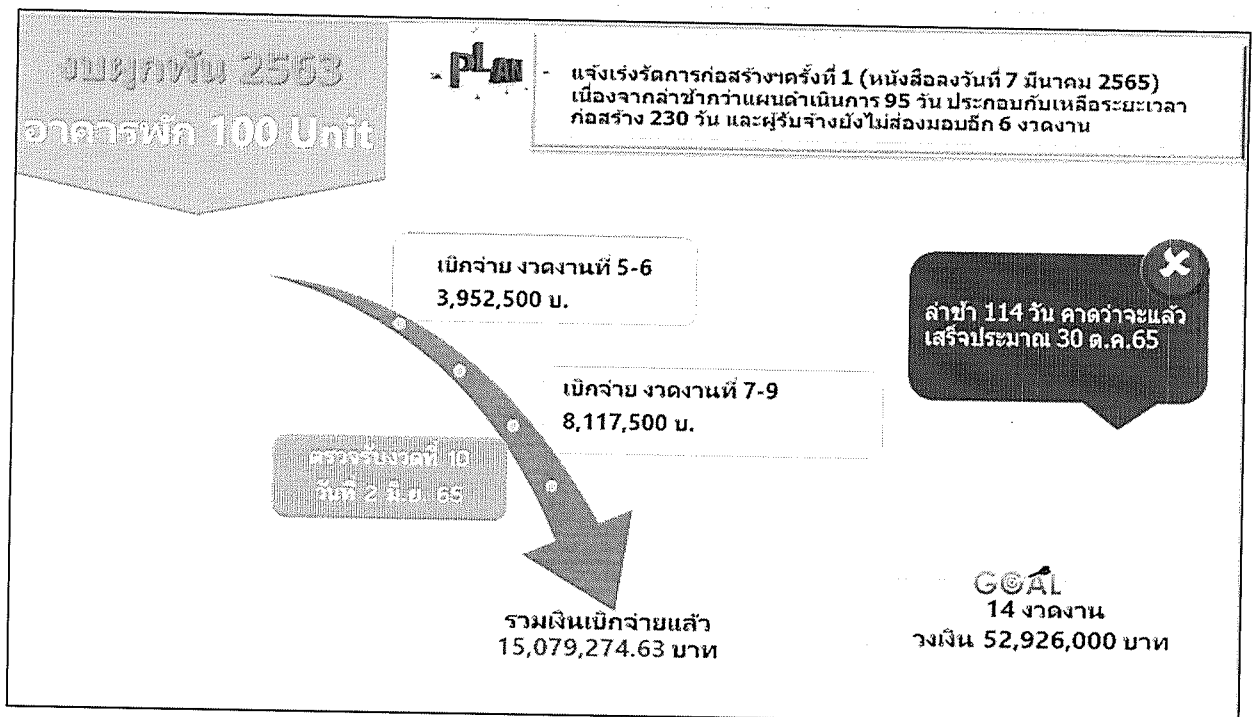 งบผูกพัน 2563
อาคารพัก 100 Unit
PLAN
- แจ้งเร่งรัดการก่อสร้างฯครั้งที่ 1 (หนังสือลงวันที่ 7 มีนาคม 2565)
เนื่องจากล่าช้ากว่าแผนดำเนินการ 95 วัน ประกอบกับเหลือระยะเวลา
ก่อสร้าง 230 วัน และผู้รับจ้างยังไม่ส่งมอบอีก 6 งวดงาน
เบิกจ่าย งวดงานที่ 5-6
3,952,500 บ.
ล่าช้า 114 วัน คาดว่าจะแล้ว
เสร็จประมาณ 30 ต.ค.65
เบิกจ่าย งวดงานที่ 7-9
8,117,500 บ.
ตรวจรับงวดที่ 10
วันที่ 2 มิ.ย. 65
รวมเงินเบิกจ่ายแล้ว
15,079,274.63 บาท
GOAL
14 งวดงาน
วงเงิน 52,926,000 บาท